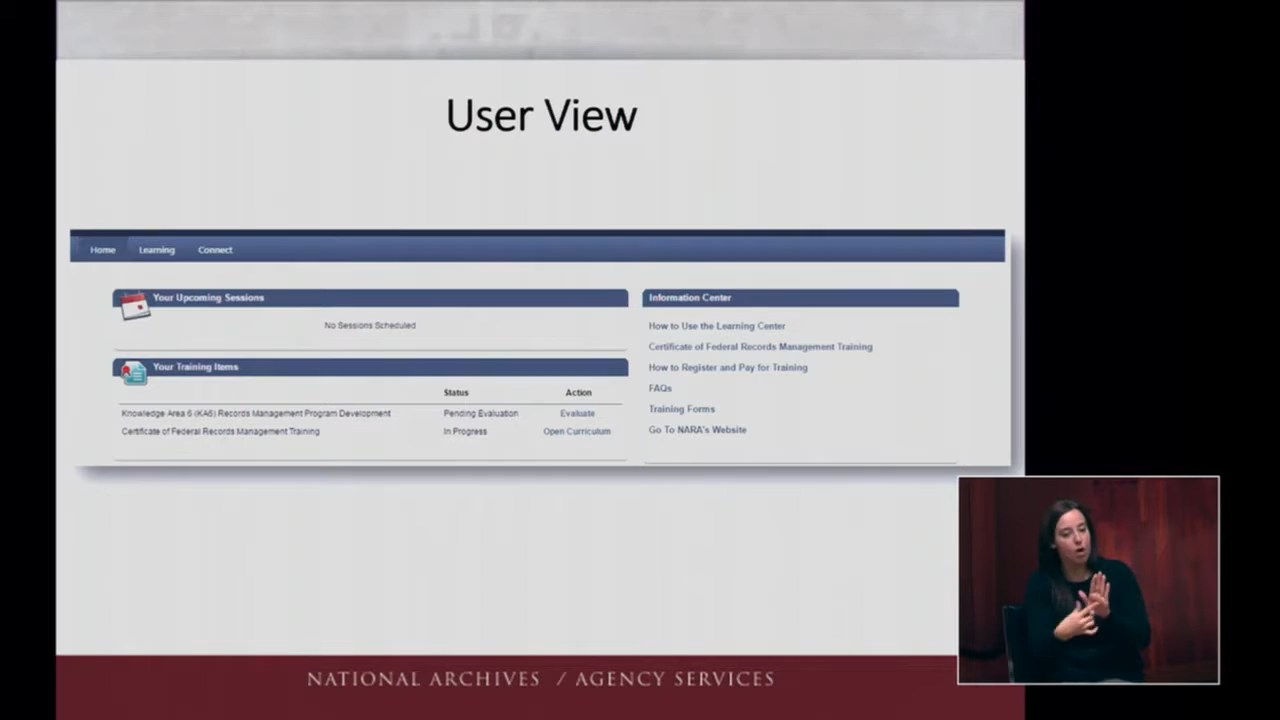 User View
Home Learning Connect
Your Upcoming Sessions
No Sessions Scheduled
Your Training Items
Status Action
Knowledge Area 6 (KA6) Records Management Program Development Pending Evaluation Evaluate
Certificate of Federal Records Management Training In Progress Open Curriculum
Information Center
How to Use the Learning Center
Certificate of Federal Records Management Training
How to Register and Pay for Training
FAQs
Training Forms
Go To NARA's Website
NATIONAL ARCHIVES / AGENCY SERVICES